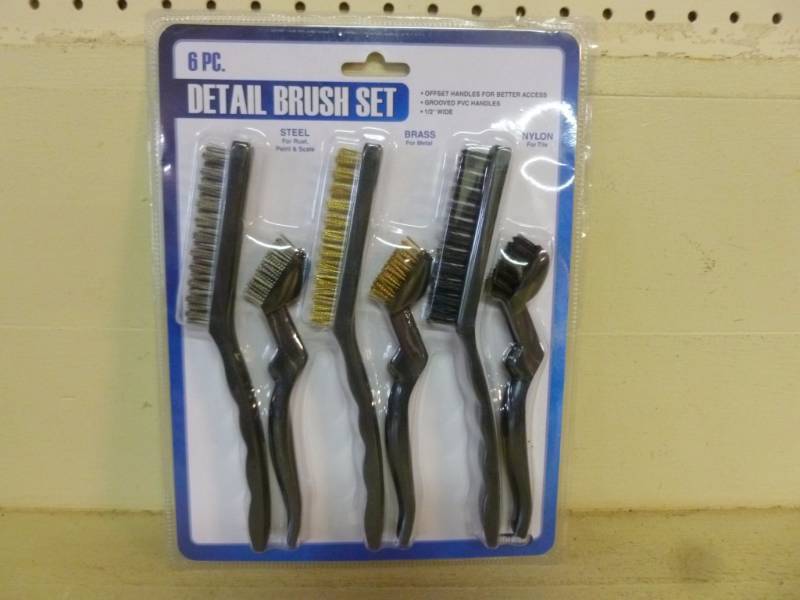 6 PC.
DETAIL BRUSH SET
• OFFSET HANDLES FOR BETTER ACCESS
• GROOVED PVC HANDLES
• 1/2" WIDE
STEEL
For Rust,
Paint & Scale
BRASS
For Metal
NYLON
For Tile